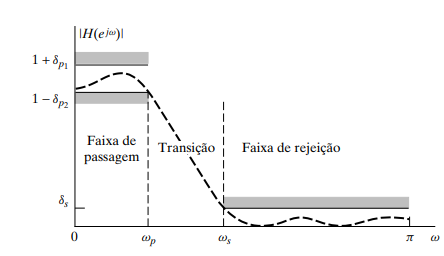 |H(e^{jω})|
1 + δ_{p1}
1 − δ_{p2}
Faixa de
passagem
Transição
Faixa de rejeição
δ_s
0
ω_p
ω_s
π
ω